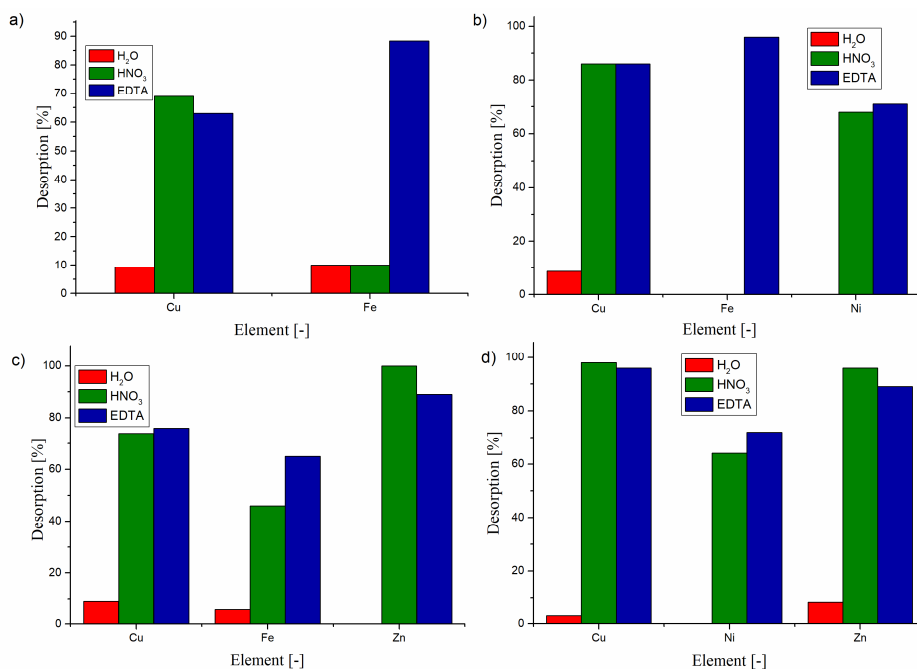 a)
90
80
70
60
50
40
30
20
10
0
Desorption [%]
H₂O
HNO₃
EDTA
Cu
Fe
Element [-]
b)
100
80
60
40
20
0
Desorption [%]
H₂O
HNO₃
EDTA
Cu
Fe
Ni
Element [-]
c)
100
80
60
40
20
0
Desorption [%]
H₂O
HNO₃
EDTA
Cu
Fe
Zn
Element [-]
d)
100
80
60
40
20
0
Desorption [%]
H₂O
HNO₃
EDTA
Cu
Ni
Zn
Element [-]